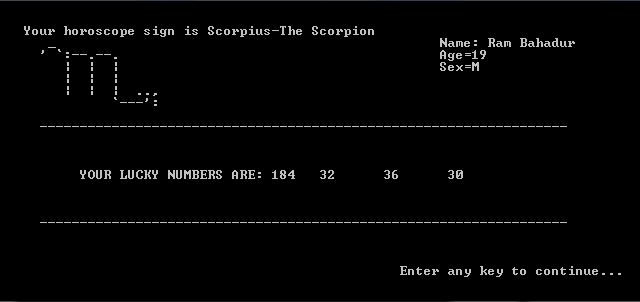 Your horoscope sign is Scorpius-The Scorpion
Name: Ram Bahadur
Age=19
Sex=M
YOUR LUCKY NUMBERS ARE: 184 32 36 30
Enter any key to continue...